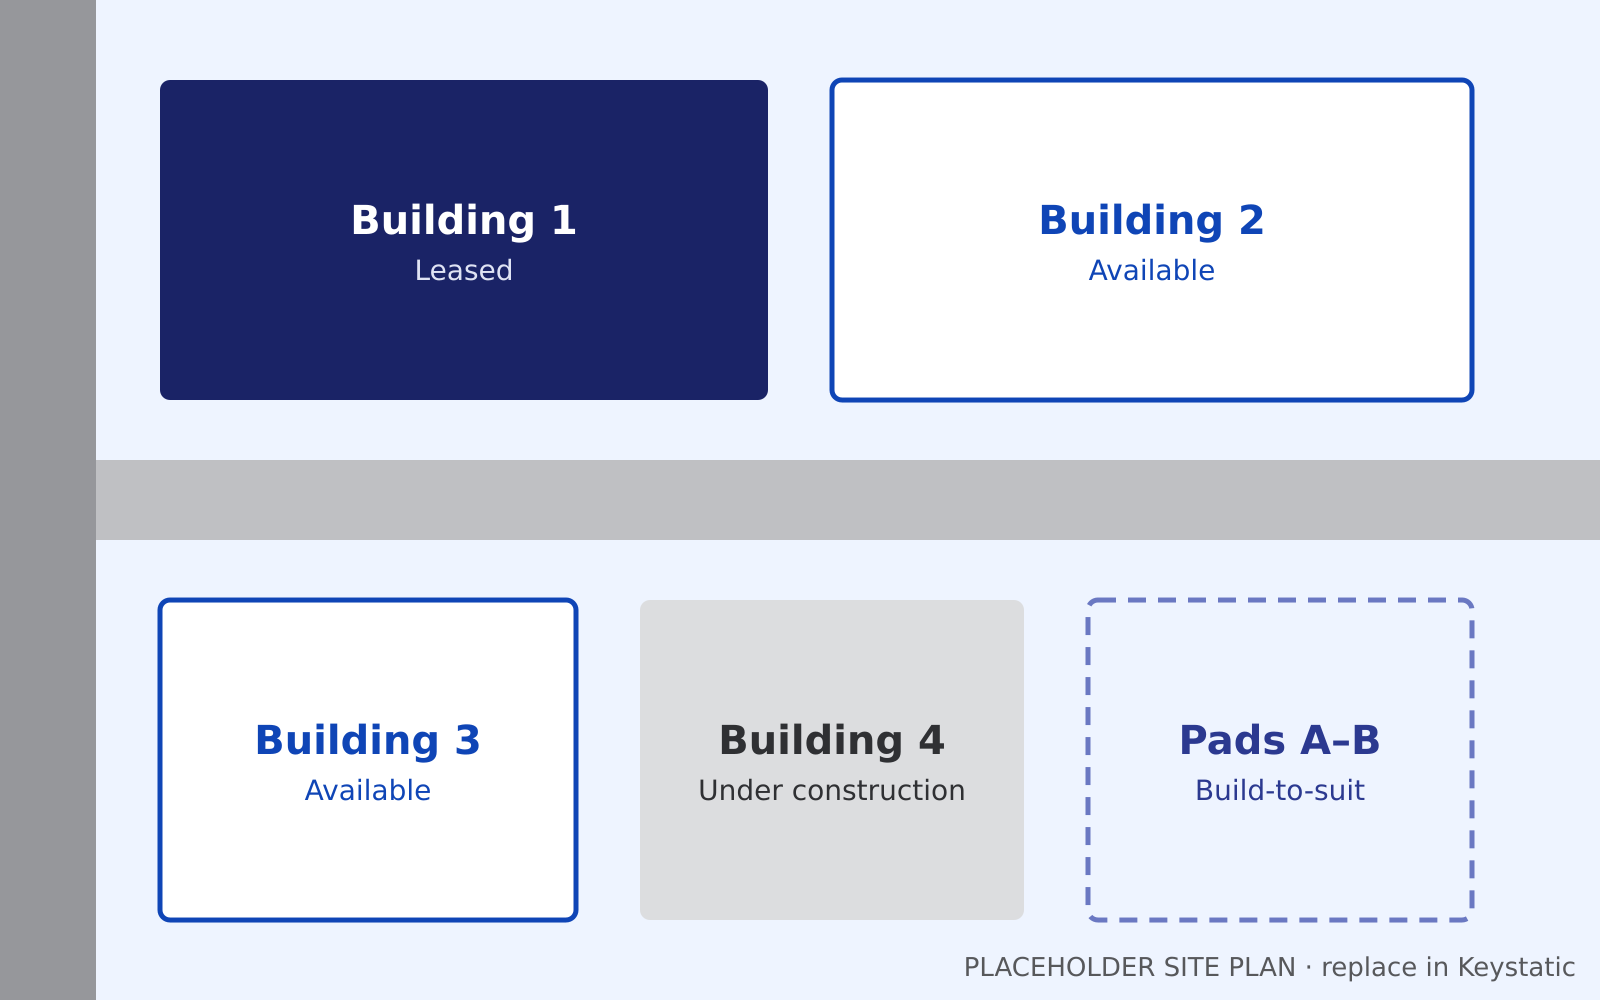 Building 1
Leased
Building 2
Available
Building 3
Available
Building 4
Under construction
Pads A–B
Build-to-suit
PLACEHOLDER SITE PLAN · replace in Keystatic